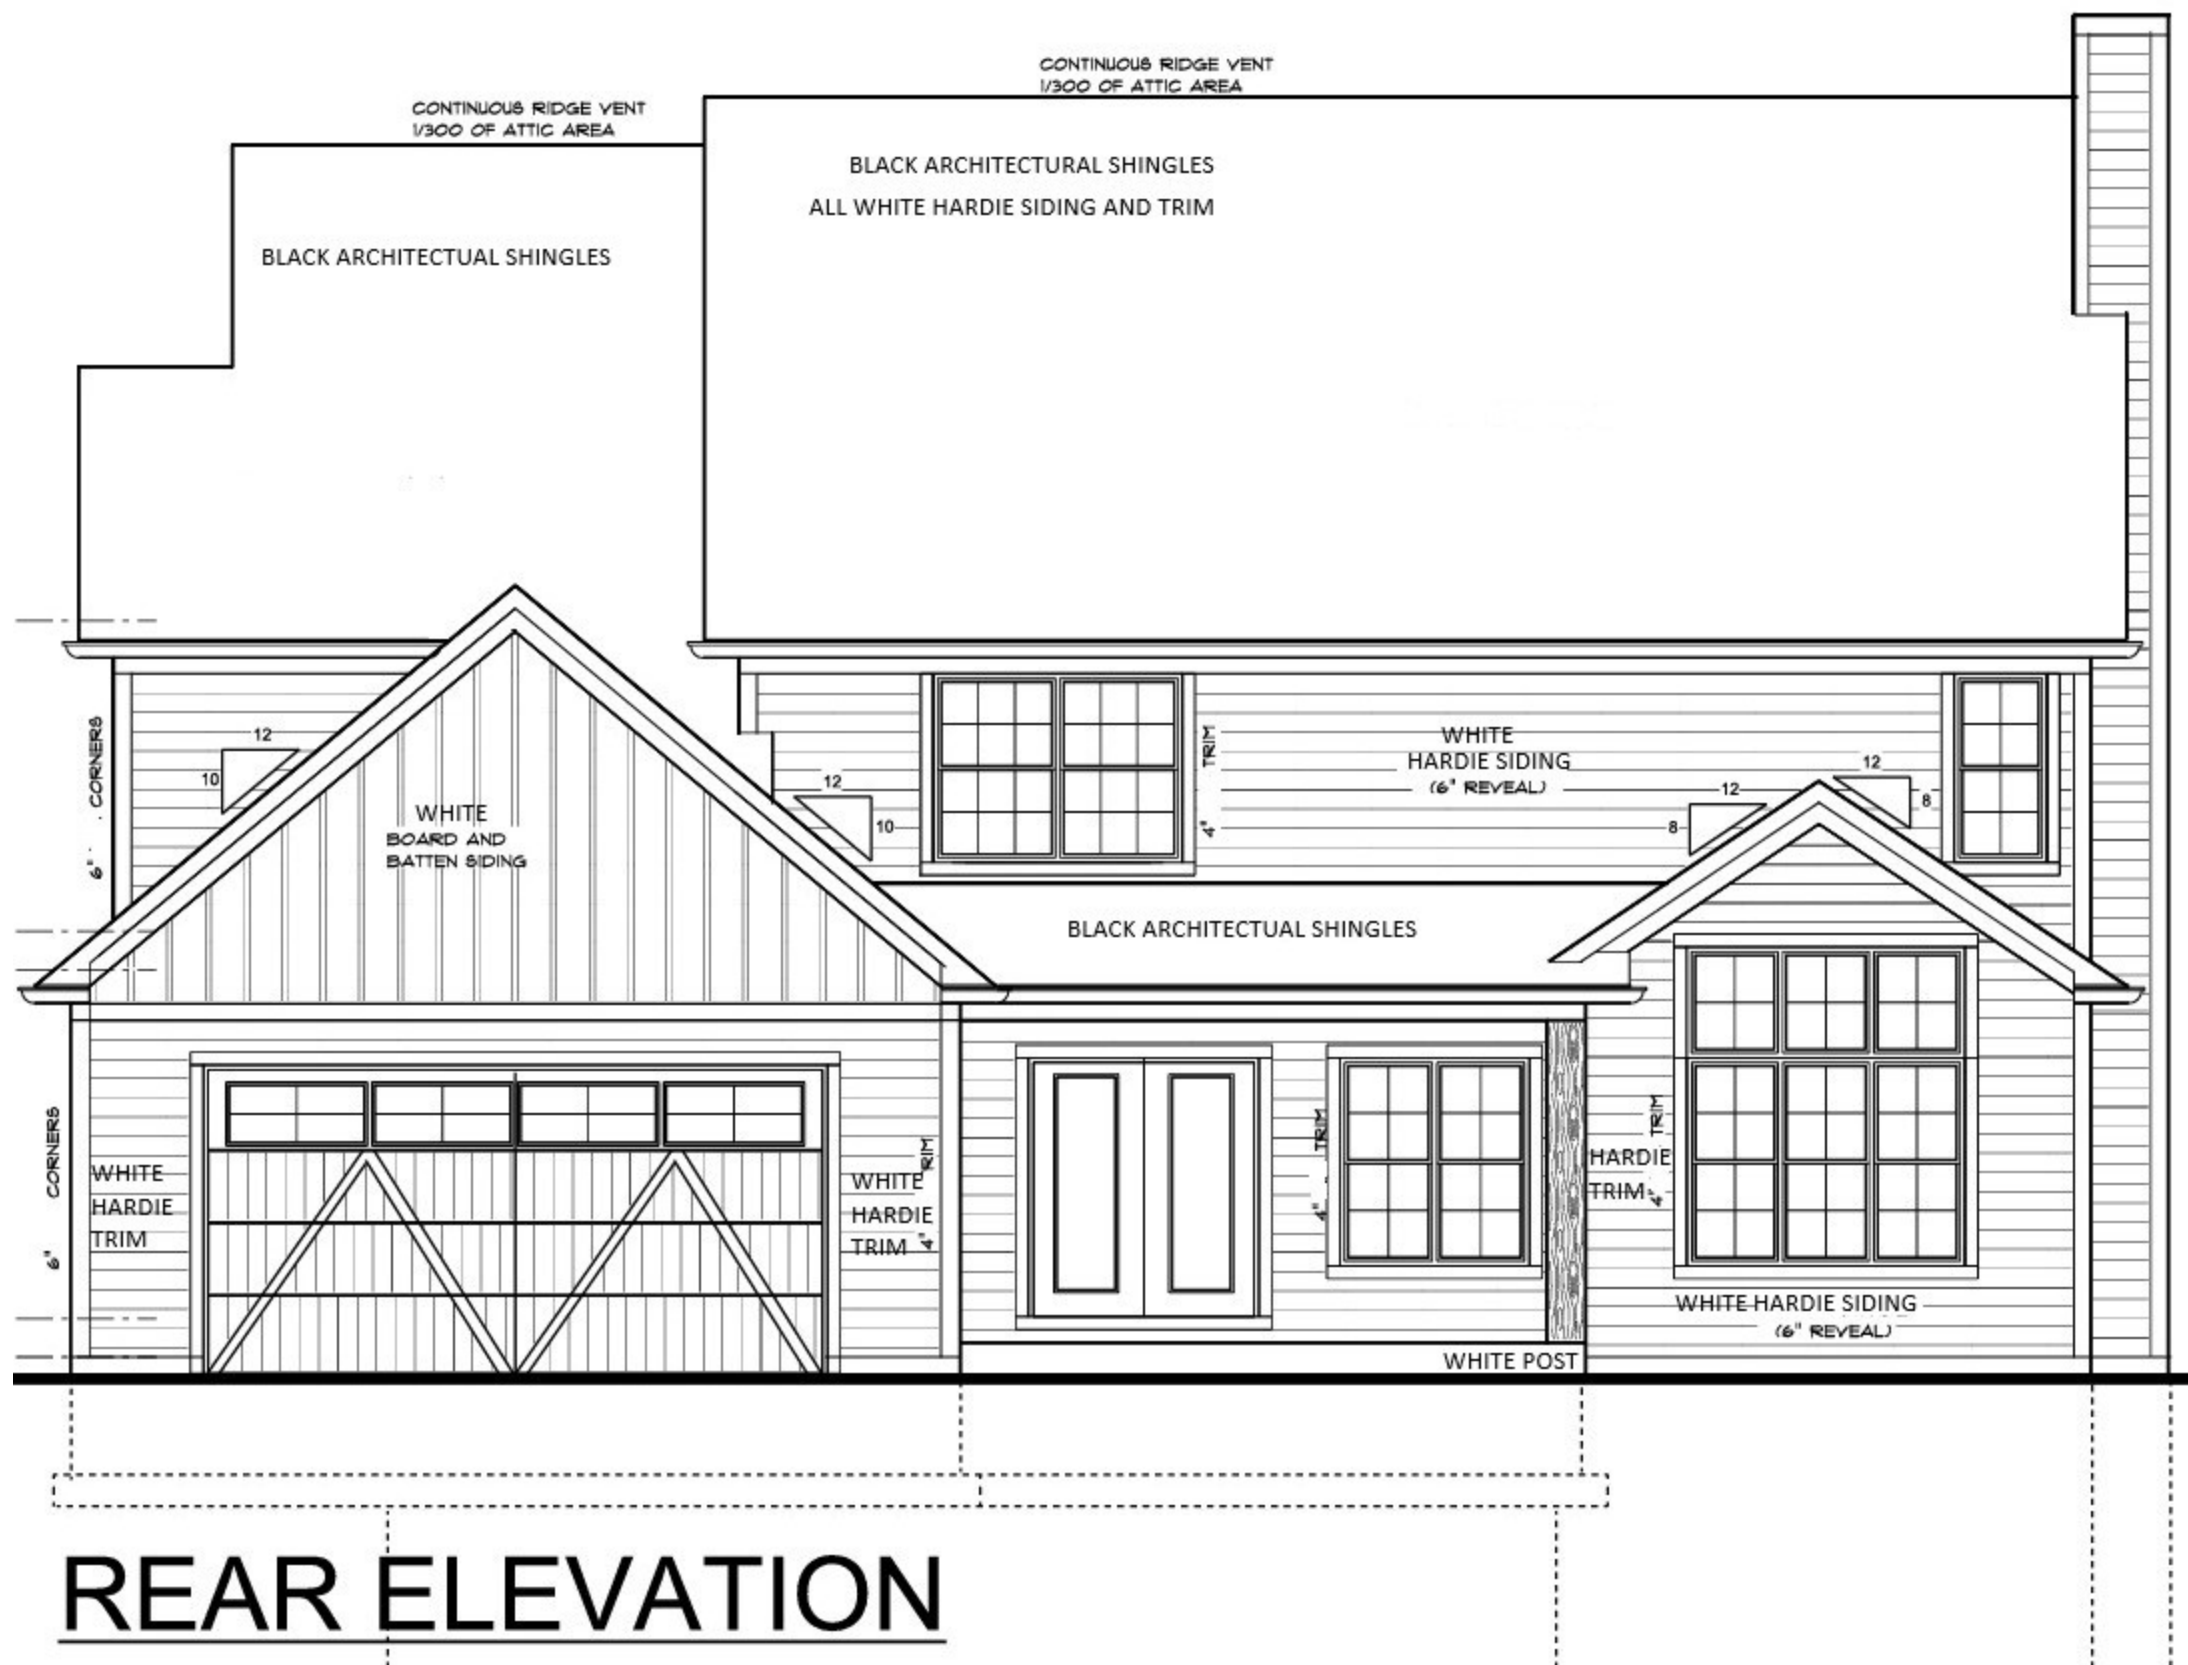 CONTINUOUS RIDGE VENT
1/300 OF ATTIC AREA
CONTINUOUS RIDGE VENT
1/300 OF ATTIC AREA
BLACK ARCHITECTURAL SHINGLES
ALL WHITE HARDIE SIDING AND TRIM
BLACK ARCHITECTUAL SHINGLES
6" CORNERS
12
10
WHITE
BOARD AND
BATTEN SIDING
12
10
4" TRIM
WHITE
HARDIE SIDING
(6" REVEAL)
12
8
12
8
BLACK ARCHITECTUAL SHINGLES
6" CORNERS
WHITE
HARDIE
TRIM
WHITE
HARDIE
TRIM
4" RIM
4" TRIM
HARDIE
TRIM
4" TRIM
WHITE HARDIE SIDING
(6" REVEAL)
WHITE POST
REAR ELEVATION